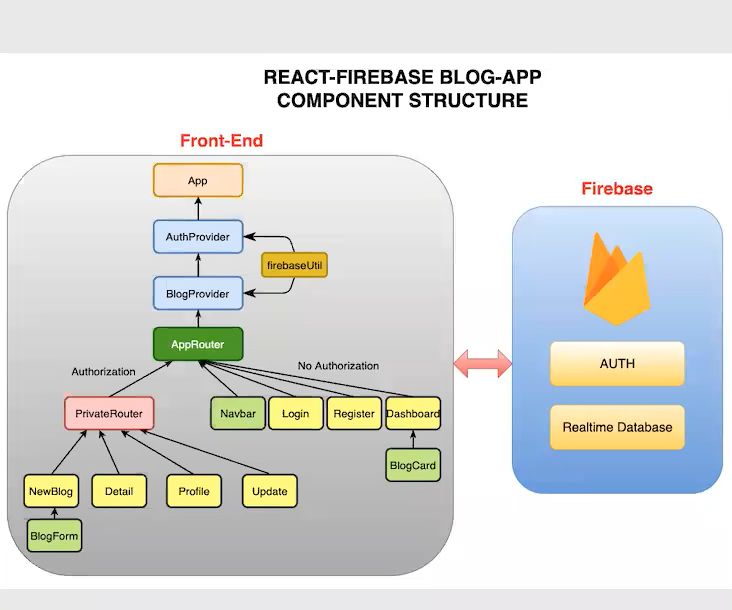 REACT-FIREBASE BLOG-APP
COMPONENT STRUCTURE
Front-End
Firebase
App
AuthProvider
firebaseUtil
BlogProvider
AppRouter
Authorization
No Authorization
PrivateRouter
Navbar
Login
Register
Dashboard
BlogCard
NewBlog
Detail
Profile
Update
BlogForm
AUTH
Realtime Database